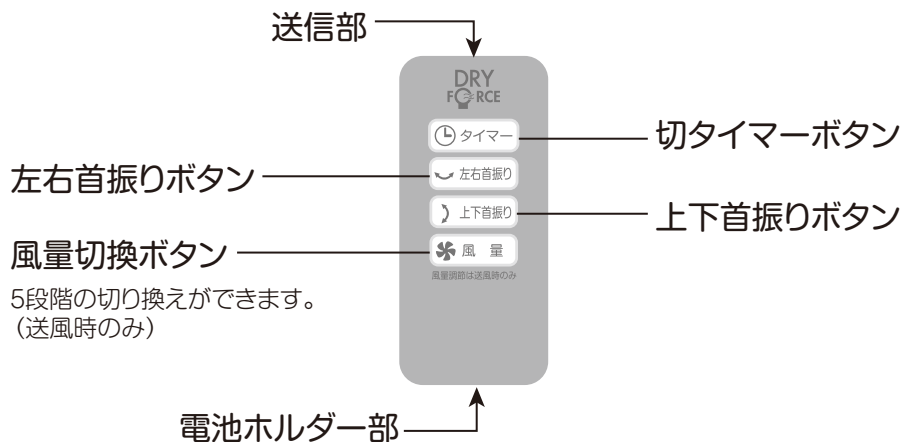 送信部
DRY
FORCE
タイマー
切タイマーボタン
左右首振りボタン
左右首振り
上下首振り
上下首振りボタン
風量切換ボタン
風 量
風量調節は送風時のみ
5段階の切り換えができます。
(送風時のみ)
電池ホルダー部